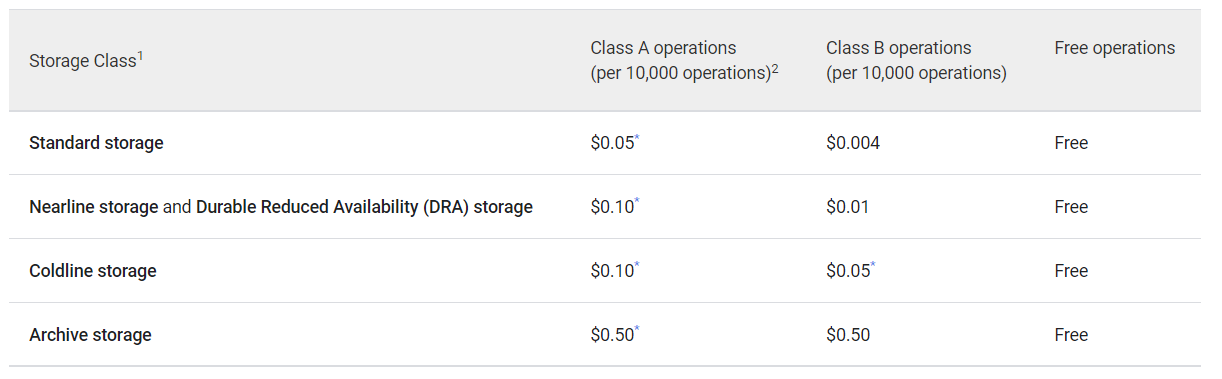 Storage Class1
Class A operations
(per 10,000 operations)2
Class B operations
(per 10,000 operations)
Free operations
Standard storage $0.05* $0.004 Free
Nearline storage and Durable Reduced Availability (DRA) storage $0.10* $0.01 Free
Coldline storage $0.10* $0.05* Free
Archive storage $0.50* $0.50 Free